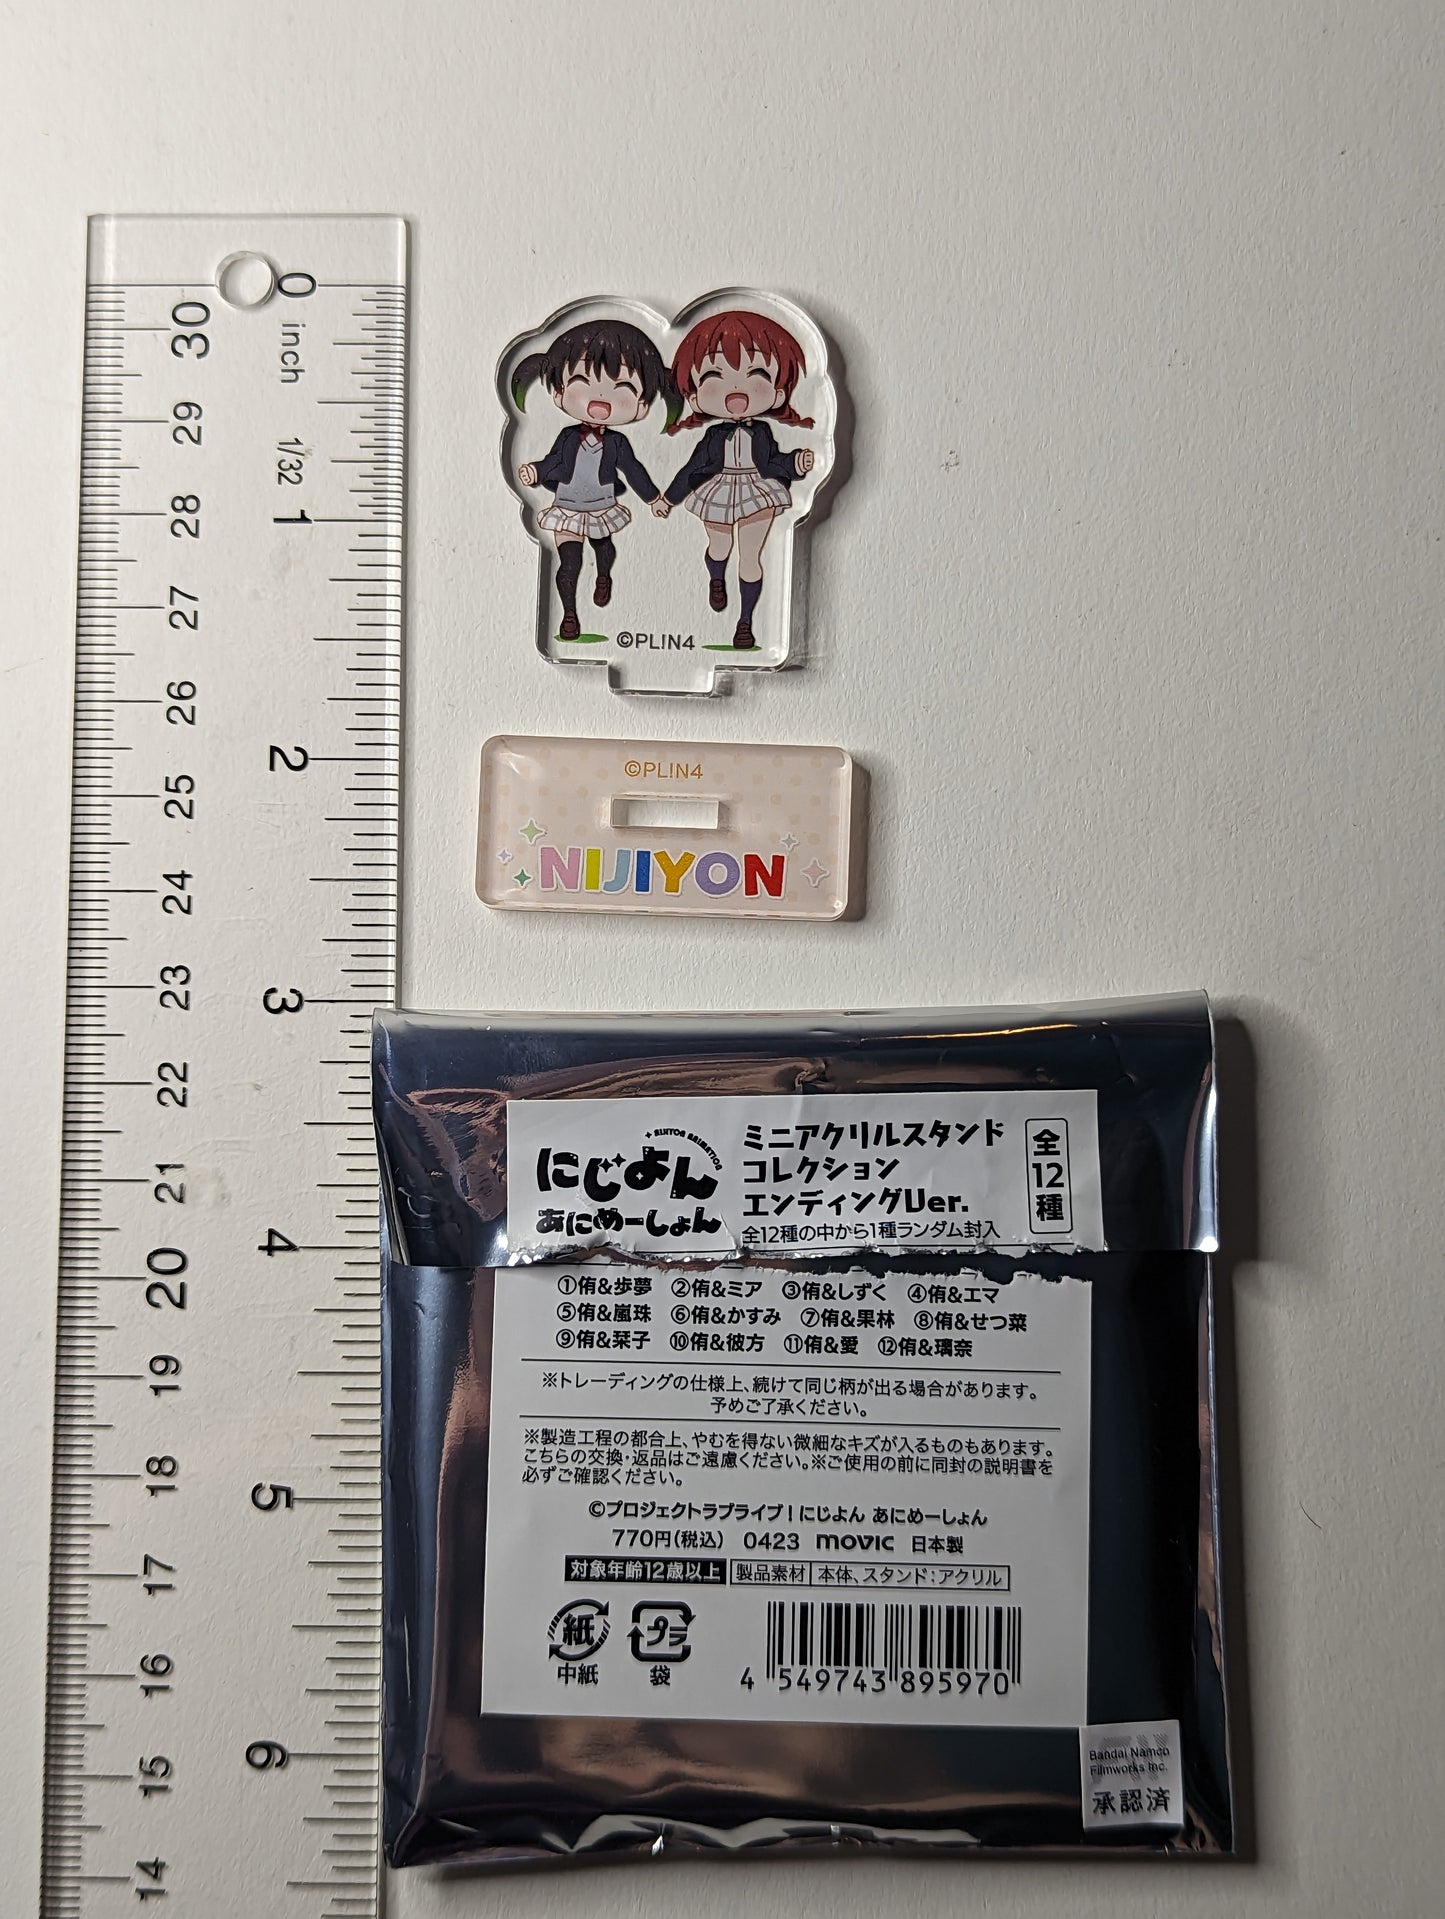 0
inch
1/32
1
2
3
4
5
6
30
29
28
27
26
25
24
23
22
21
20
19
18
17
16
15
14
©PL!N4
©PL!N4
NIJIYON
NIJIYON ANIMATION
にじよん
あにめーしょん
ミニアクリルスタンド
コレクション
エンディングVer.
全12種の中から1種ランダム封入
全
12
種
①侑&歩夢 ②侑&ミア ③侑&しずく ④侑&エマ
⑤侑&嵐珠 ⑥侑&かすみ ⑦侑&果林 ⑧侑&せつ菜
⑨侑&栞子 ⑩侑&彼方 ⑪侑&愛 ⑫侑&璃奈
※トレーディングの仕様上、続けて同じ柄が出る場合があります。
予めご了承ください。
※製造工程の都合上、やむを得ない微細なキズが入るものもあります。
こちらの交換・返品はご遠慮ください。※ご使用の前に同封の説明書を
必ずご確認ください。
©プロジェクトラブライブ！にじよん あにめーしょん
770円(税込) 0423 movic 日本製
対象年齢12歳以上 製品素材 本体、スタンド:アクリル
紙
中紙
プラ
袋
4 549743 895970
Bandai Namco
Filmworks Inc.
承認済